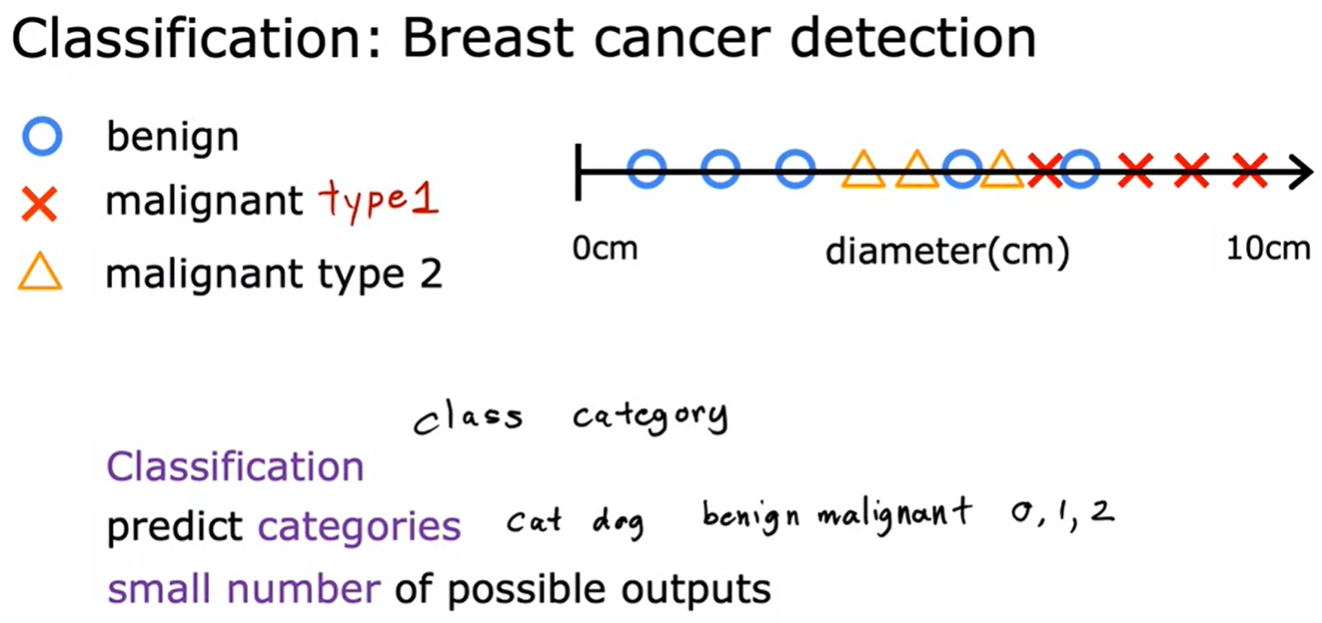 Classification: Breast cancer detection
benign
malignant type1
malignant type 2
0cm diameter(cm) 10cm
class category
Classification
predict categories cat dog benign malignant 0, 1, 2
small number of possible outputs